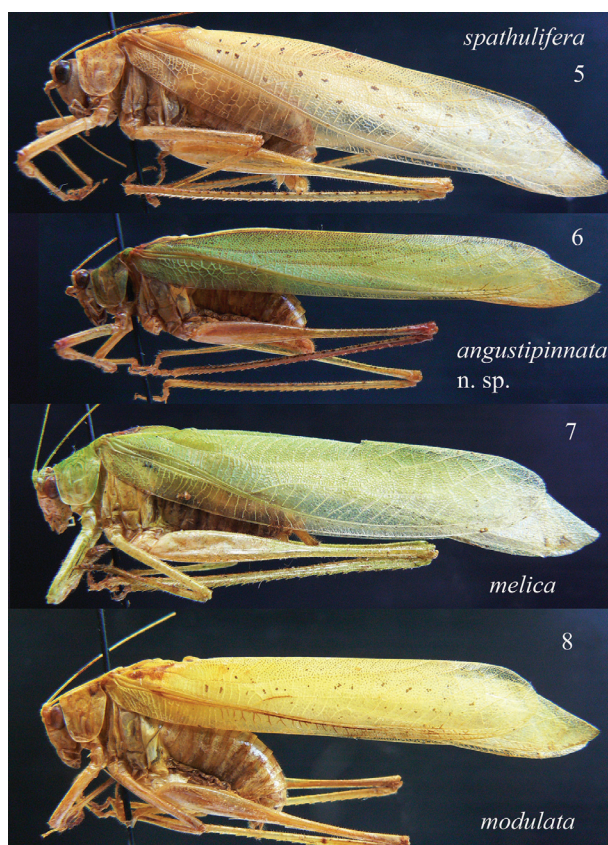 spathulifera
5
6
angustipinnata
n. sp.
7
melica
8
modulata